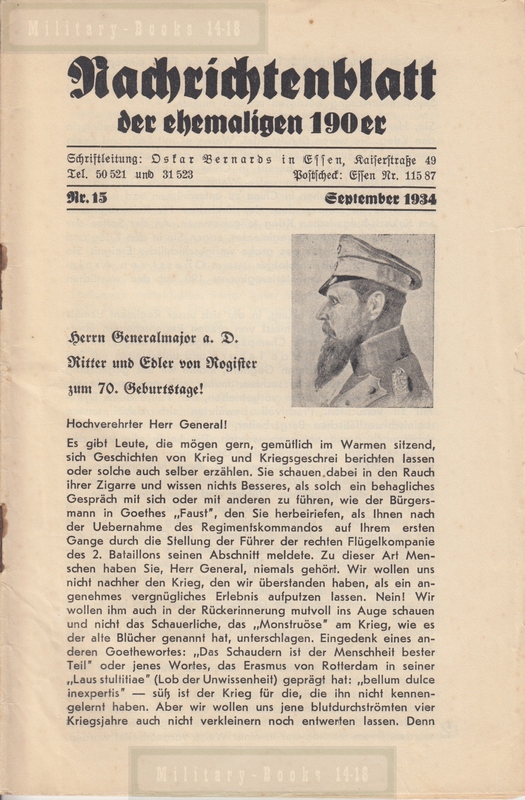 Military-Books 14-18
Nachrichtenblatt
der ehemaligen 190er
Schriftleitung: Oskar Bernards in Essen, Kaiserstraße 49
Tel. 50 521 und 31 523 Postscheck: Essen Nr. 115 87
Nr. 15 September 1934
Herrn Generalmajor a. D.
Ritter und Edler von Rogister
zum 70. Geburtstage!
Hochverehrter Herr General!
Es gibt Leute, die mögen gern, gemütlich im Warmen sitzend,
sich Geschichten von Krieg und Kriegsgeschrei berichten lassen
oder solche auch selber erzählen. Sie schauen dabei in den Rauch
ihrer Zigarre und wissen nichts Besseres, als solch ein behagliches
Gespräch mit sich oder mit anderen zu führen, wie der Bürgers-
mann in Goethes „Faust", den Sie herbeiriefen, als Ihnen nach
der Uebernahme des Regimentskommandos auf Ihrem ersten
Gange durch die Stellung der Führer der rechten Flügelkompanie
des 2. Bataillons seinen Abschnitt meldete. Zu dieser Art Men-
schen haben Sie, Herr General, niemals gehört. Wir wollen uns
nicht nachher den Krieg, den wir überstanden haben, als ein an-
genehmes vergnügliches Erlebnis aufputzen lassen. Nein! Wir
wollen ihm auch in der Rückerinnerung mutvoll ins Auge schauen
und nicht das Schauerliche, das „Monstruöse" am Krieg, wie es
der alte Blücher genannt hat, unterschlagen. Eingedenk eines an-
deren Goethewortes: „Das Schaudern ist der Menschheit bester
Teil" oder jenes Wortes, das Erasmus von Rotterdam in seiner
„Laus stultitiae" (Lob der Unwissenheit) geprägt hat: „bellum dulce
inexpertis" — süß ist der Krieg für die, die ihn nicht kennen-
gelernt haben. Aber wir wollen uns jene blutdurchströmten vier
Kriegsjahre auch nicht verkleinern noch entwerten lassen. Denn
Military-Books 14-18